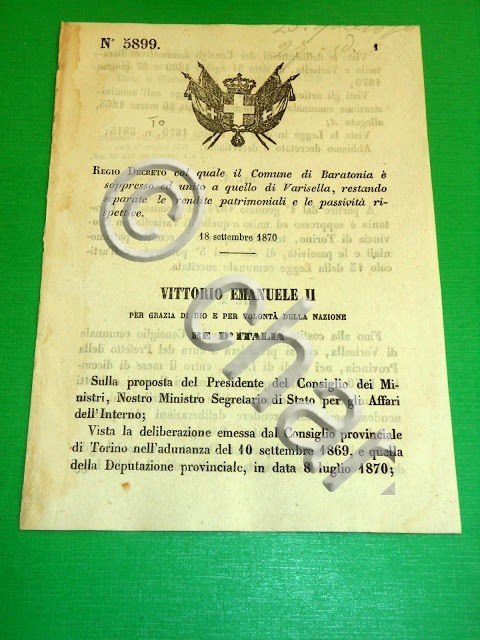 N° 5899.
1
TO
REGIO DECRETO col quale il Comune di Baratonia è
soppresso ed unito a quello di Varisella, restando
separate le rendite patrimoniali e le passività ri-
spettive.
18 settembre 1870
VITTORIO EMANUELE II
PER GRAZIA DI DIO E PER VOLONTÀ DELLA NAZIONE
RE D'ITALIA
Sulla proposta del Presidente del Consiglio dei Mi-
nistri, Nostro Ministro Segretario di Stato per gli Affari
dell'Interno;
Vista la deliberazione emessa dal Consiglio provinciale
di Torino nell'adunanza del 10 settembre 1869, e quella
della Deputazione provinciale, in data 8 luglio 1870;